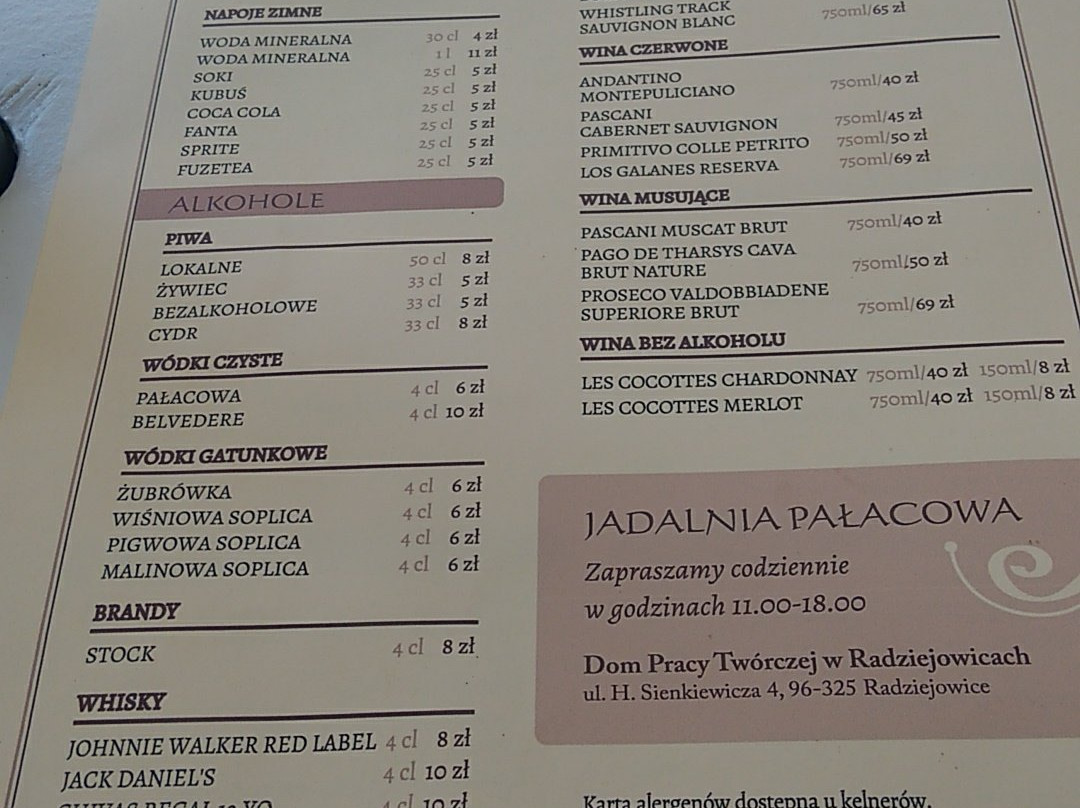 NAPOJE ZIMNE
WODA MINERALNA 30 cl 4 zł
WODA MINERALNA 1 l 11 zł
SOKI 25 cl 5 zł
KUBUŚ 25 cl 5 zł
COCA COLA 25 cl 5 zł
FANTA 25 cl 5 zł
SPRITE 25 cl 5 zł
FUZETEA 25 cl 5 zł
ALKOHOLE
PIWA
LOKALNE 50 cl 8 zł
ŻYWIEC 33 cl 5 zł
BEZALKOHOLOWE 33 cl 5 zł
CYDR 33 cl 8 zł
WÓDKI CZYSTE
PAŁACOWA 4 cl 6 zł
BELVEDERE 4 cl 10 zł
WÓDKI GATUNKOWE
ŻUBRÓWKA 4 cl 6 zł
WIŚNIOWA SOPLICA 4 cl 6 zł
PIGWOWA SOPLICA 4 cl 6 zł
MALINOWA SOPLICA 4 cl 6 zł
BRANDY
STOCK 4 cl 8 zł
WHISKY
JOHNNIE WALKER RED LABEL 4 cl 8 zł
JACK DANIEL'S 4 cl 10 zł
4 cl 10 zł
WHISTLING TRACK
SAUVIGNON BLANC 750ml/65 zł
WINA CZERWONE
ANDANTINO
MONTEPULICIANO 750ml/40 zł
PASCANI
CABERNET SAUVIGNON 750ml/45 zł
PRIMITIVO COLLE PETRITO 750ml/50 zł
LOS GALANES RESERVA 750ml/69 zł
WINA MUSUJĄCE
PASCANI MUSCAT BRUT 750ml/40 zł
PAGO DE THARSYS CAVA
BRUT NATURE 750ml/50 zł
PROSECO VALDOBBIADENE
SUPERIORE BRUT 750ml/69 zł
WINA BEZ ALKOHOLU
LES COCOTTES CHARDONNAY 750ml/40 zł 150ml/8 zł
LES COCOTTES MERLOT 750ml/40 zł 150ml/8 zł
JADALNIA PAŁACOWA
Zapraszamy codziennie
w godzinach 11.00-18.00
Dom Pracy Twórczej w Radziejowicach
ul. H. Sienkiewicza 4, 96-325 Radziejowice
Karta alergenów dostępna u kelnerów.